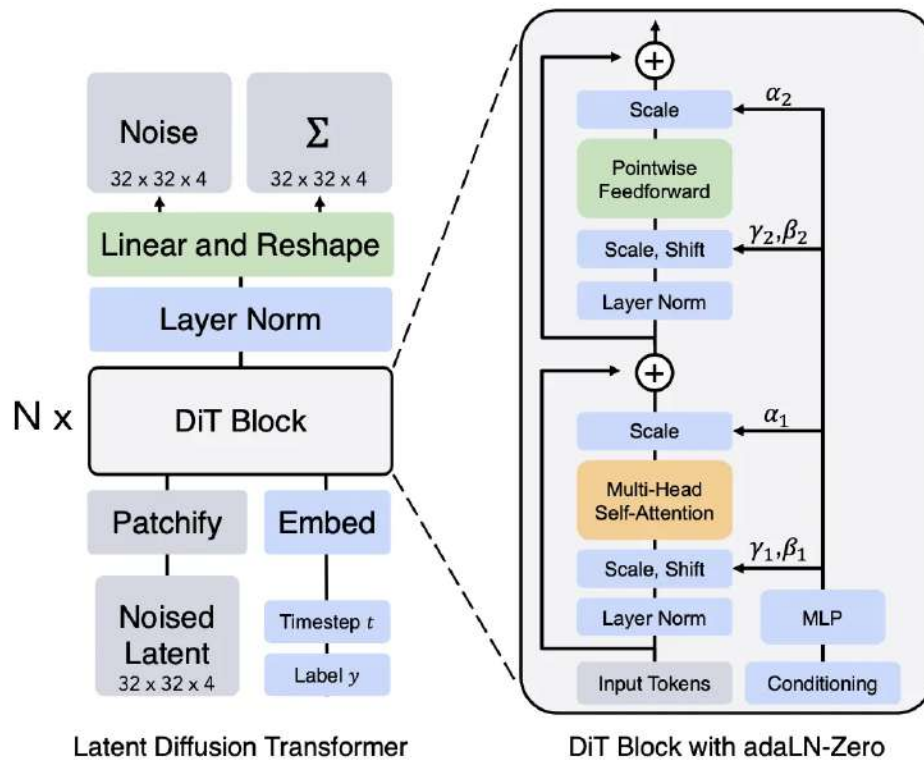 Noise
32 x 32 x 4
Σ
32 x 32 x 4
Linear and Reshape
Layer Norm
N x
DiT Block
Patchify
Embed
Noised
Latent
32 x 32 x 4
Timestep t
Label y
Latent Diffusion Transformer
+
Scale
α₂
Pointwise
Feedforward
Scale, Shift
γ₂,β₂
Layer Norm
+
Scale
α₁
Multi-Head
Self-Attention
Scale, Shift
γ₁,β₁
Layer Norm
MLP
Input Tokens
Conditioning
DiT Block with adaLN-Zero